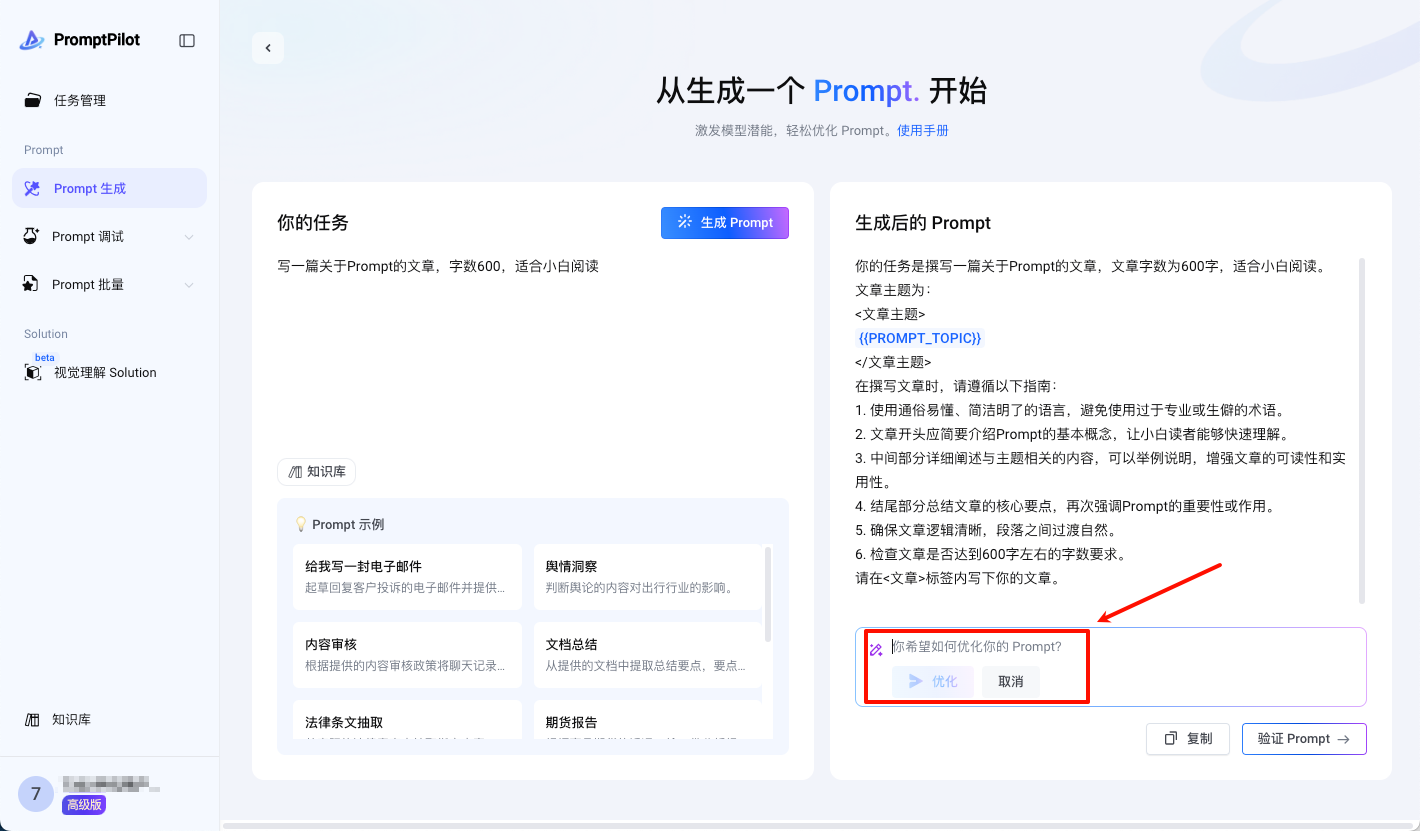 PromptPilot
任务管理
Prompt
Prompt 生成
Prompt 调试
Prompt 批量
Solution
beta
视觉理解 Solution
知识库
7
高级版
从生成一个 Prompt. 开始
激发模型潜能，轻松优化 Prompt。使用手册
你的任务
生成 Prompt
写一篇关于Prompt的文章，字数600，适合小白阅读
知识库
Prompt 示例
给我写一封电子邮件
起草回复客户投诉的电子邮件并提供...
舆情洞察
判断舆论的内容对出行行业的影响。
内容审核
根据提供的内容审核政策将聊天记录...
文档总结
从提供的文档中提取总结要点，要点...
法律条文抽取
期货报告
生成后的 Prompt
你的任务是撰写一篇关于Prompt的文章，文章字数为600字，适合小白阅读。
文章主题为：
<文章主题>
{{PROMPT_TOPIC}}
</文章主题>
在撰写文章时，请遵循以下指南：
1. 使用通俗易懂、简洁明了的语言，避免使用过于专业或生僻的术语。
2. 文章开头应简要介绍Prompt的基本概念，让小白读者能够快速理解。
3. 中间部分详细阐述与主题相关的内容，可以举例说明，增强文章的可读性和实
用性。
4. 结尾部分总结文章的核心要点，再次强调Prompt的重要性或作用。
5. 确保文章逻辑清晰，段落之间过渡自然。
6. 检查文章是否达到600字左右的字数要求。
请在<文章>标签内写下你的文章。
你希望如何优化你的 Prompt?
优化
取消
复制
验证 Prompt